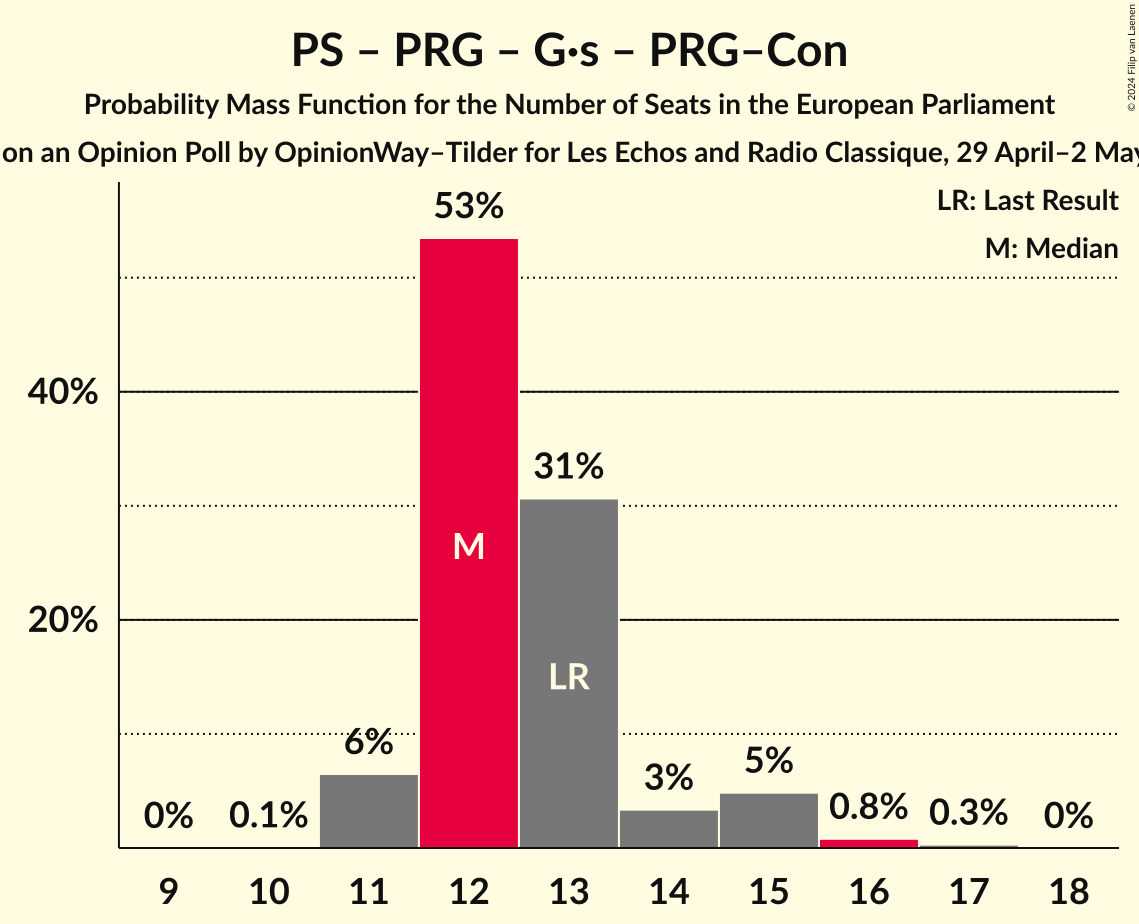 PS – PRG – G•s – PRG–Con
Probability Mass Function for the Number of Seats in the European Parliament
on an Opinion Poll by OpinionWay–Tilder for Les Echos and Radio Classique, 29 April–2 May
© 2024 Filip van Laenen
LR: Last Result
M: Median
53%
40%
31%
M
20%
LR
6%
5%
3%
0% 0.1% 0.8% 0.3% 0%
9 10 11 12 13 14 15 16 17 18